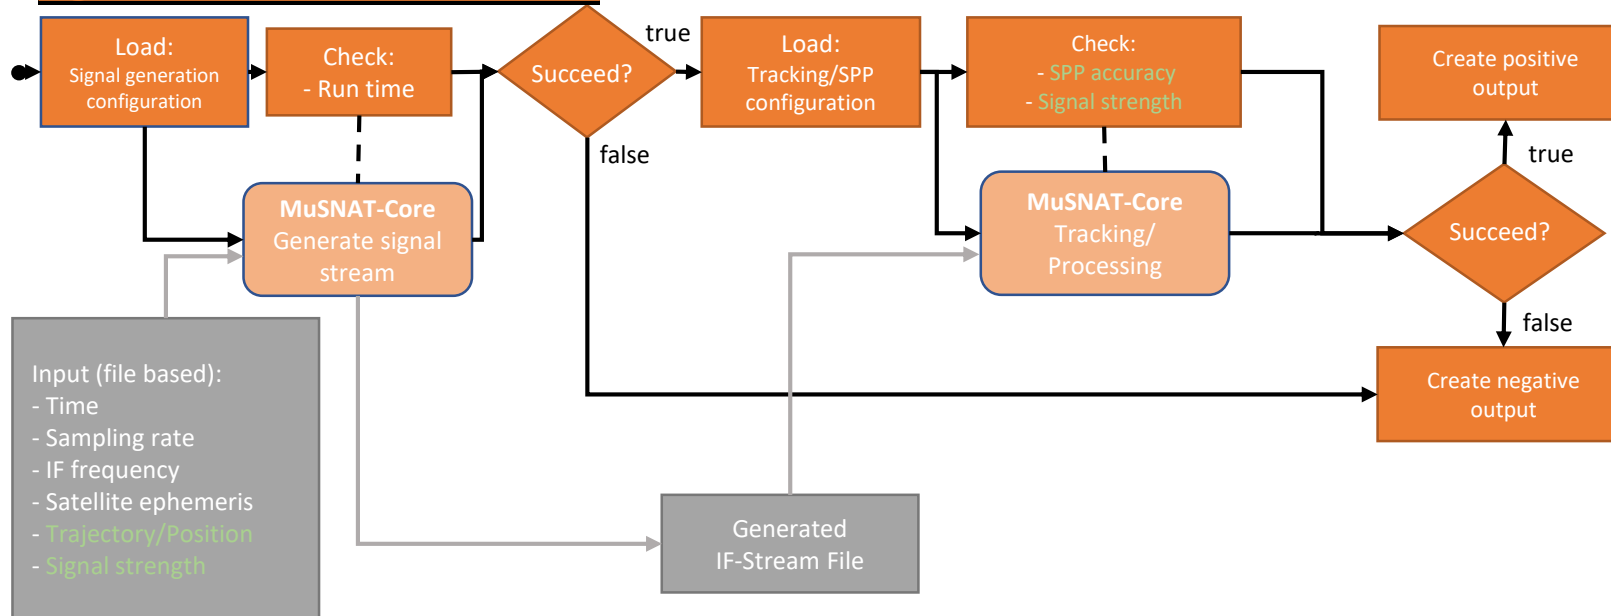 Load:
Signal generation
configuration
Check:
- Run time
Succeed?
true
false
Load:
Tracking/SPP
configuration
Check:
- SPP accuracy
- Signal strength
Create positive
output
true
Succeed?
false
Create negative
output
MuSNAT-Core
Generate signal
stream
MuSNAT-Core
Tracking/
Processing
Input (file based):
- Time
- Sampling rate
- IF frequency
- Satellite ephemeris
- Trajectory/Position
- Signal strength
Generated
IF-Stream File